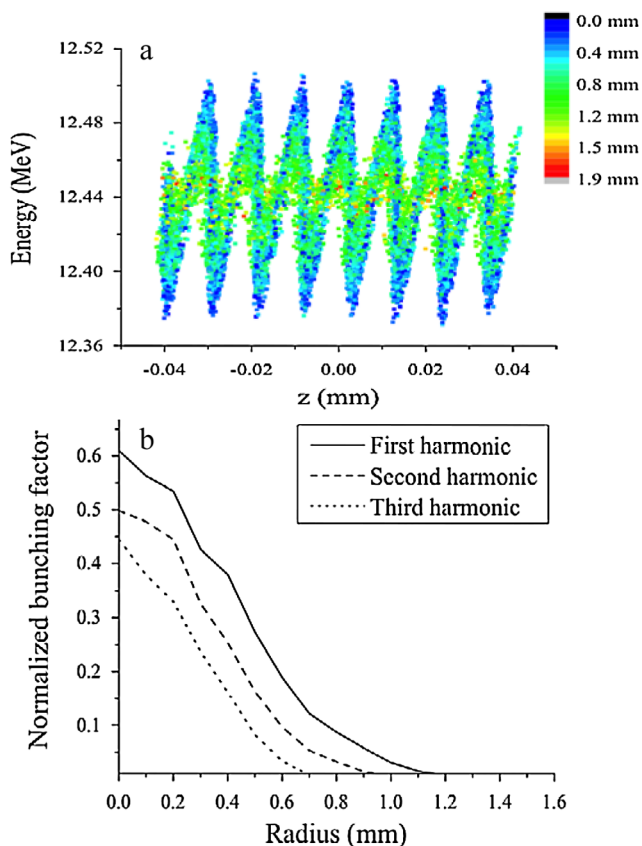 a
12.52
12.48
12.44
12.40
12.36
Energy (MeV)
-0.04
-0.02
0.00
0.02
0.04
z (mm)
0.0 mm
0.4 mm
0.8 mm
1.2 mm
1.5 mm
1.9 mm
b
0.6
0.5
0.4
0.3
0.2
0.1
Normalized bunching factor
First harmonic
Second harmonic
Third harmonic
0.0
0.2
0.4
0.6
0.8
1.0
1.2
1.4
1.6
Radius (mm)